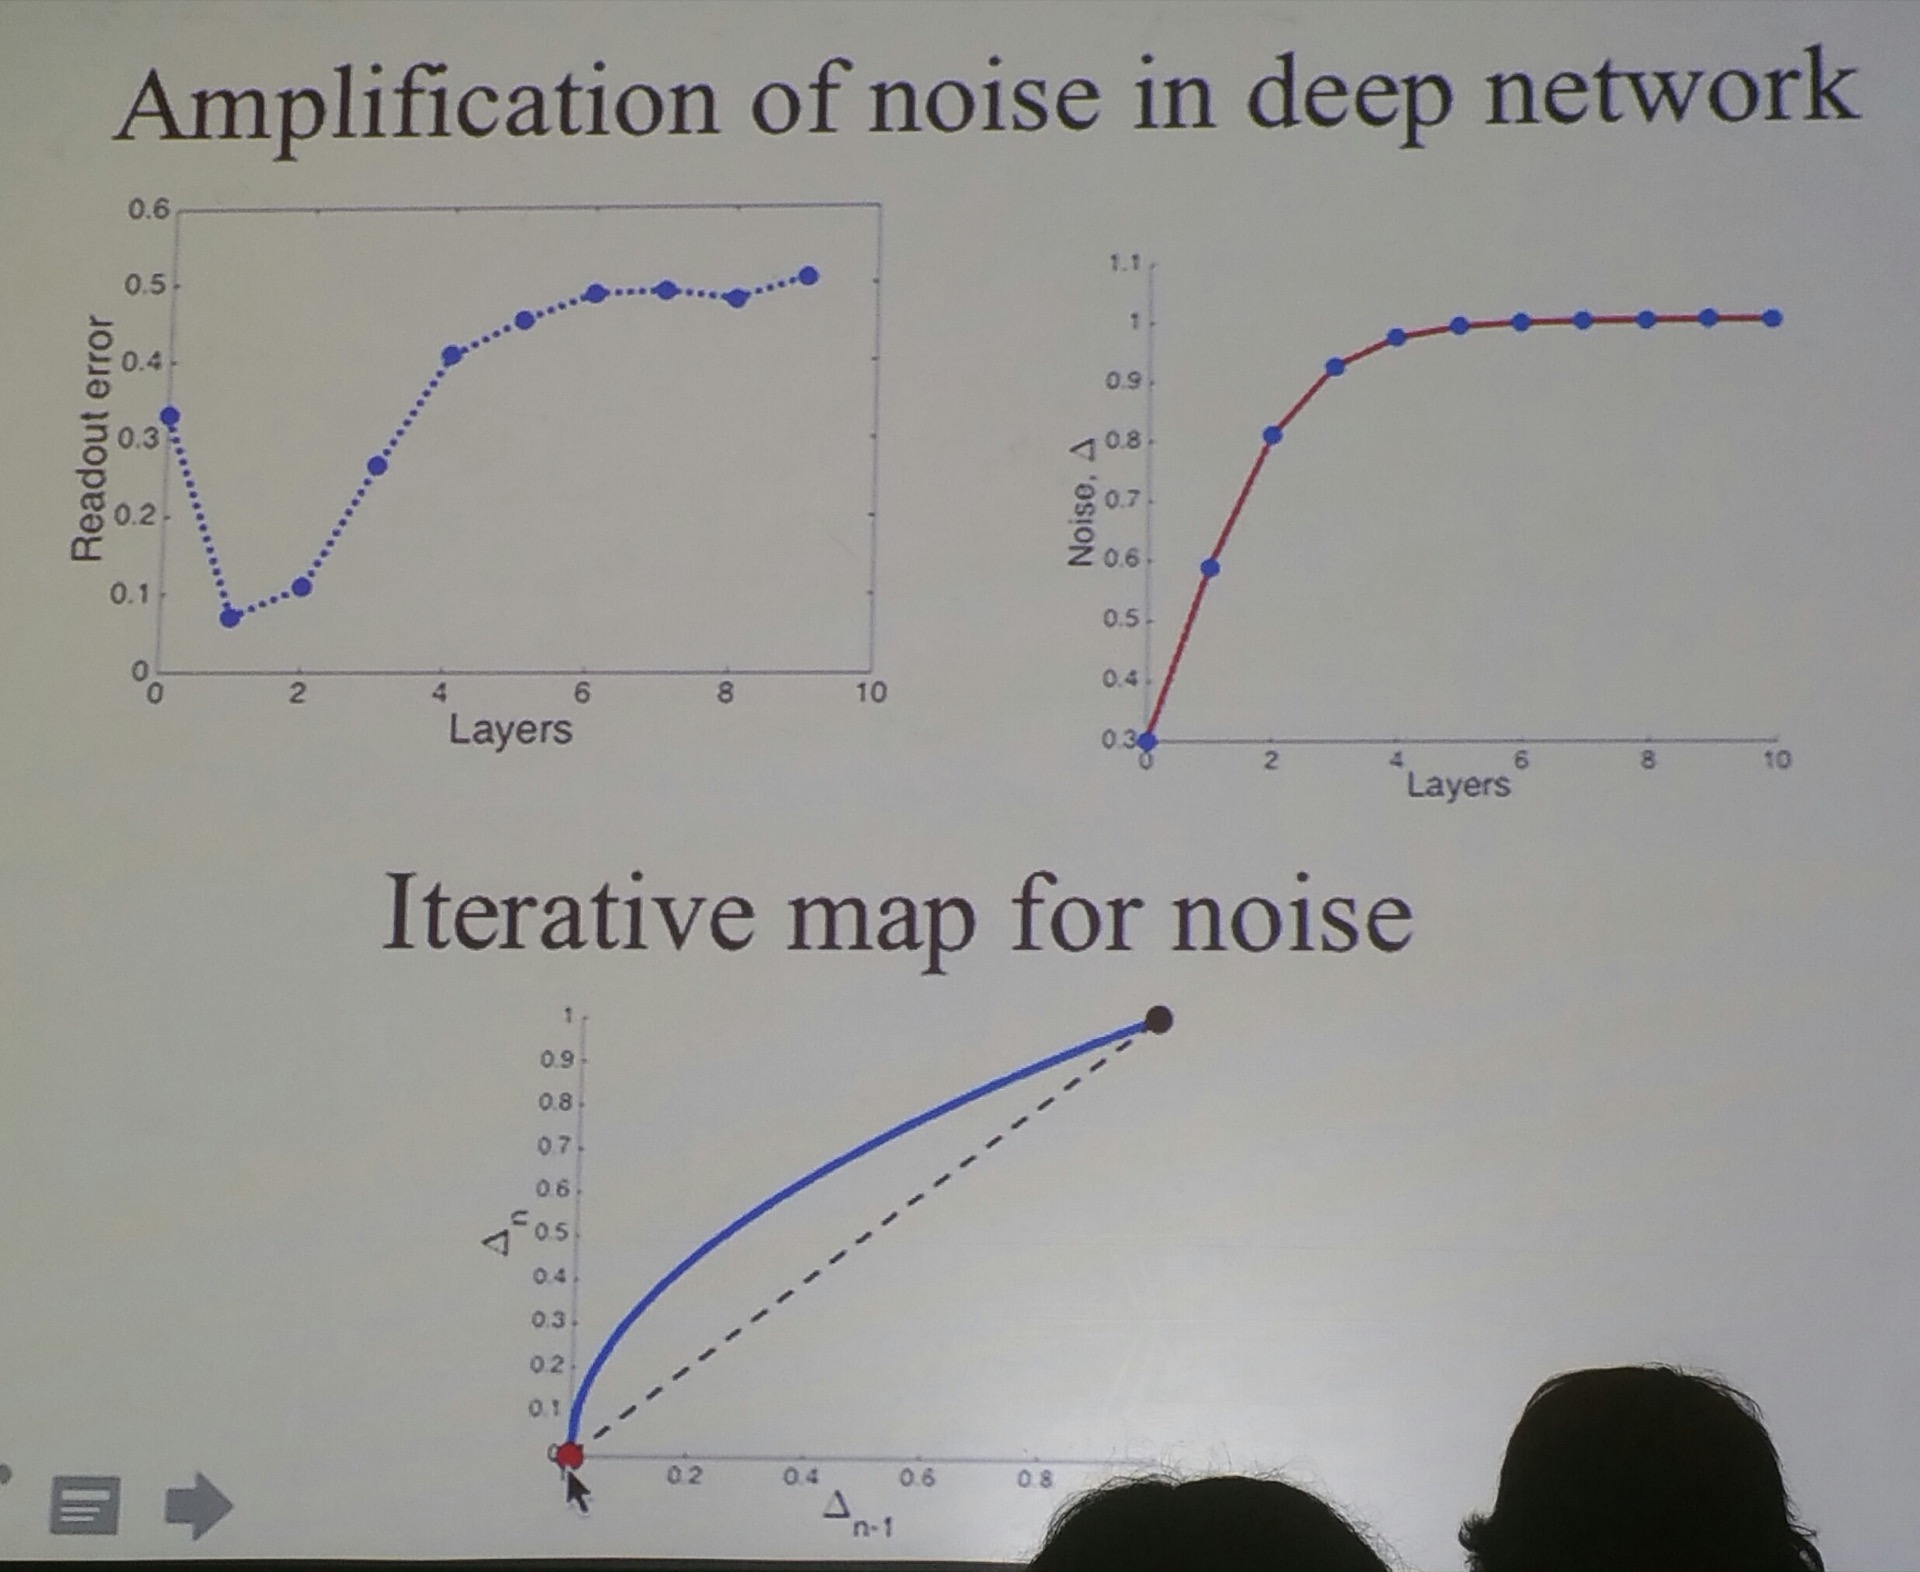 Amplification of noise in deep network
0.6
0.5
0.4
0.3
0.2
0.1
0
Readout error
0 2 4 6 8 10
Layers
1.1
1
0.9
0.8
0.7
0.6
0.5
0.4
0.3
Noise, Δ
0 2 4 6 8 10
Layers
Iterative map for noise
1
0.9
0.8
0.7
0.6
0.5
0.4
0.3
0.2
0.1
0
Δn
0.2 0.4 0.6 0.8
Δn-1